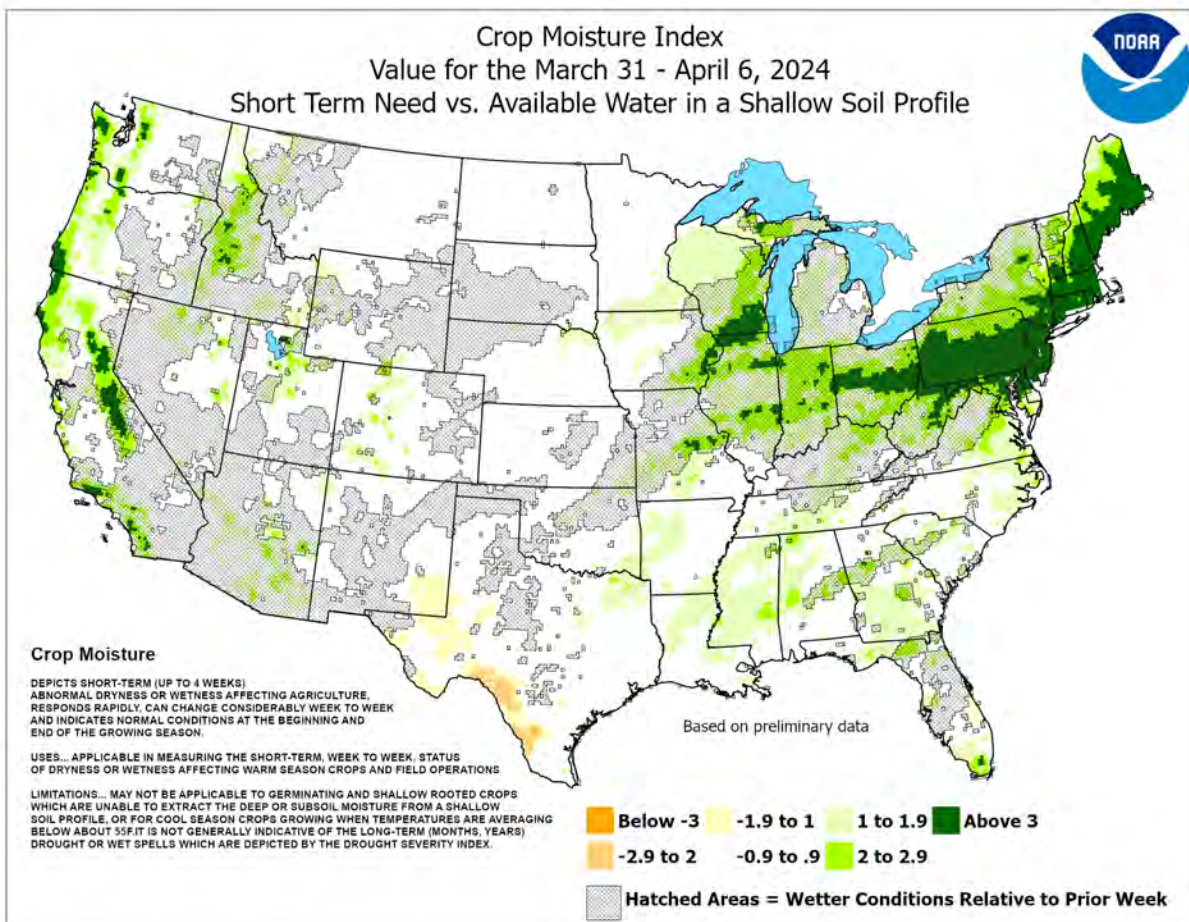 Crop Moisture Index
Value for the March 31 - April 6, 2024
Short Term Need vs. Available Water in a Shallow Soil Profile
NOAA
Crop Moisture
DEPICTS SHORT-TERM (UP TO 4 WEEKS)
ABNORMAL DRYNESS OR WETNESS AFFECTING AGRICULTURE,
RESPONDS RAPIDLY, CAN CHANGE CONSIDERABLY WEEK TO WEEK
AND INDICATES NORMAL CONDITIONS AT THE BEGINNING AND
END OF THE GROWING SEASON.
USES... APPLICABLE IN MEASURING THE SHORT-TERM, WEEK TO WEEK, STATUS
OF DRYNESS OR WETNESS AFFECTING WARM SEASON CROPS AND FIELD OPERATIONS
LIMITATIONS... MAY NOT BE APPLICABLE TO GERMINATING AND SHALLOW ROOTED CROPS
WHICH ARE UNABLE TO EXTRACT THE DEEP OR SUBSOIL MOISTURE FROM A SHALLOW
SOIL PROFILE, OR FOR COOL SEASON CROPS GROWING WHEN TEMPERATURES ARE AVERAGING
BELOW ABOUT 55F.IT IS NOT GENERALLY INDICATIVE OF THE LONG-TERM (MONTHS, YEARS)
DROUGHT OR WET SPELLS WHICH ARE DEPICTED BY THE DROUGHT SEVERITY INDEX.
Based on preliminary data
Below -3 -1.9 to 1 1 to 1.9 Above 3
-2.9 to 2 -0.9 to .9 2 to 2.9
Hatched Areas = Wetter Conditions Relative to Prior Week